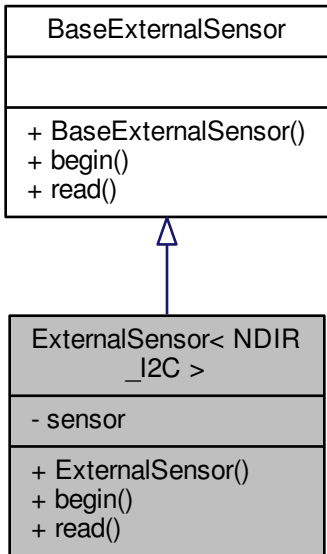 BaseExternalSensor
+ BaseExternalSensor()
+ begin()
+ read()
ExternalSensor< NDIR
_I2C >
- sensor
+ ExternalSensor()
+ begin()
+ read()